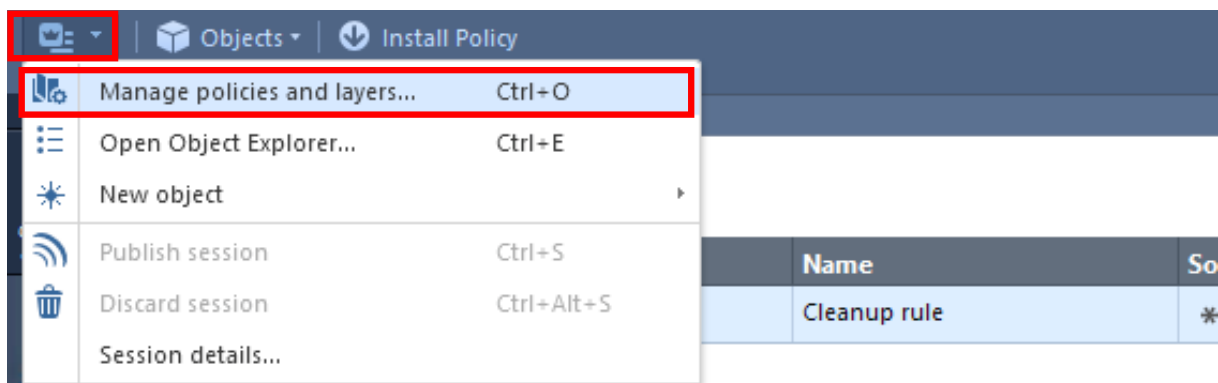 Objects Install Policy
Manage policies and layers... Ctrl+O
Open Object Explorer... Ctrl+E
New object
Publish session Ctrl+S
Name So
Discard session Ctrl+Alt+S
Cleanup rule *
Session details...